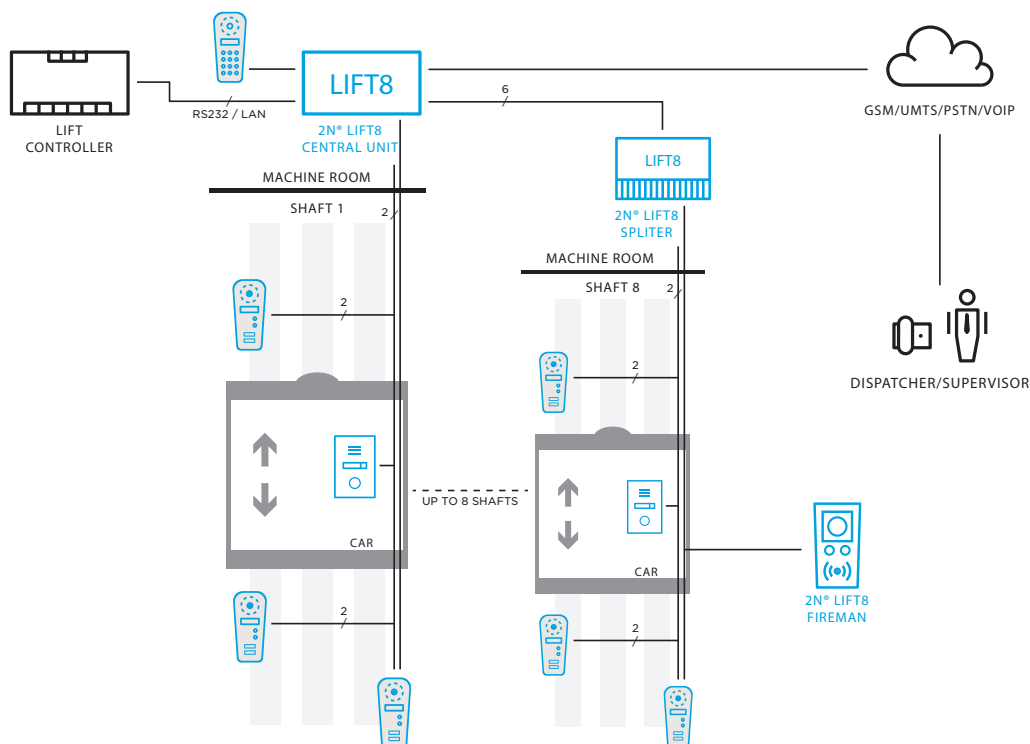 LIFT8
6
RS232 / LAN
LIFT
CONTROLLER
2N® LIFT8
CENTRAL UNIT
GSM/UMTS/PSTN/VOIP
LIFT8
MACHINE ROOM
SHAFT 1
2
2N® LIFT8
SPLITER
MACHINE ROOM
SHAFT 8
2
2
2
DISPATCHER/SUPERVISOR
UP TO 8 SHAFTS
CAR
CAR
2N® LIFT8
FIREMAN
2
2